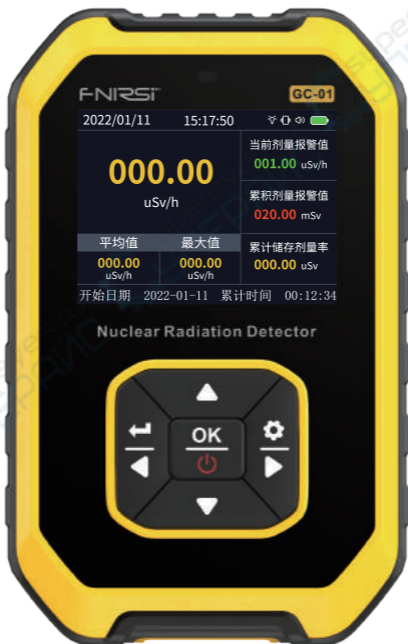 FNIRSI
GC-01
2022/01/11 15:17:50
000.00
uSv/h
当前剂量报警值
001.00 uSv/h
累积剂量报警值
020.00 mSv
平均值 最大值
000.00 000.00
uSv/h uSv/h
累计储存剂量率
000.00 uSv
开始日期 2022-01-11 累计时间 00:12:34
Nuclear Radiation Detector
OK